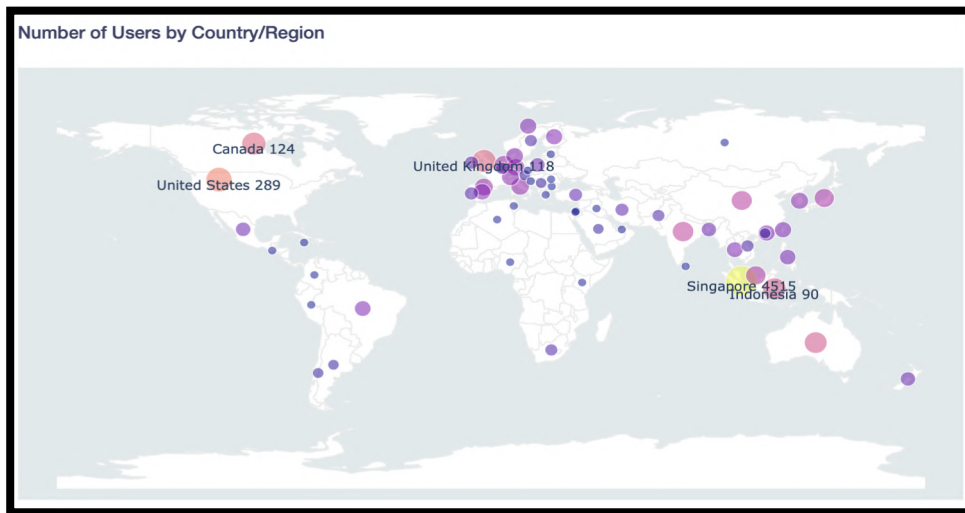 Number of Users by Country/Region
Canada 124
United Kingdom 118
United States 289
Singapore 4515
Indonesia 90